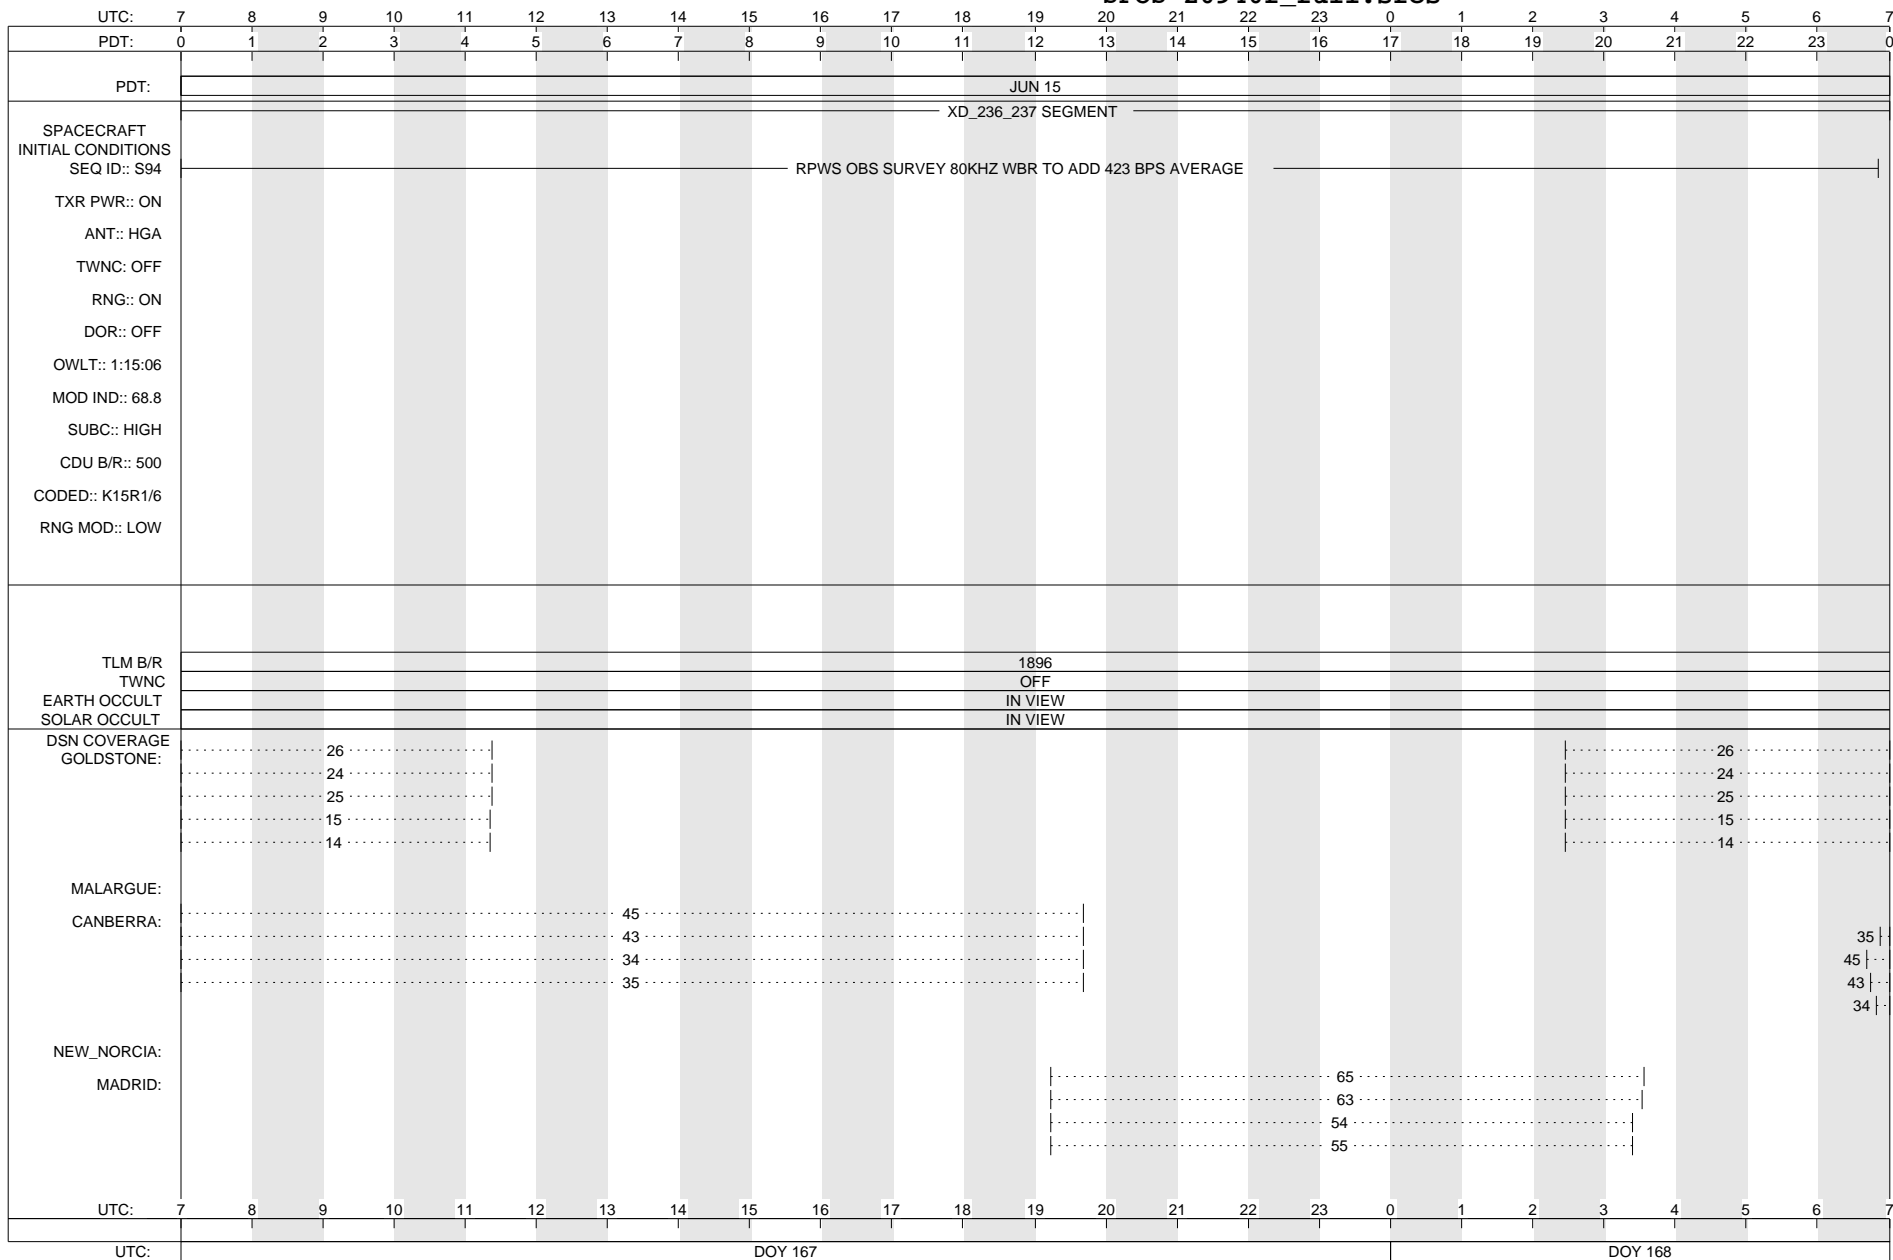 UTC: 7 8 9 10 11 12 13 14 15 16 17 18 19 20 21 22 23 0 1 2 3 4 5 6 7
PDT: 0 1 2 3 4 5 6 7 8 9 10 11 12 13 14 15 16 17 18 19 20 21 22 23 0
PDT: JUN 15
XD_236_237 SEGMENT
SPACECRAFT
INITIAL CONDITIONS
SEQ ID:: S94 RPWS OBS SURVEY 80KHZ WBR TO ADD 423 BPS AVERAGE
TXR PWR:: ON
ANT:: HGA
TWNC: OFF
RNG:: ON
DOR:: OFF
OWLT:: 1:15:06
MOD IND:: 68.8
SUBC:: HIGH
CDU B/R:: 500
CODED:: K15R1/6
RNG MOD:: LOW
TLM B/R 1896
TWNC OFF
EARTH OCCULT IN VIEW
SOLAR OCCULT IN VIEW
DSN COVERAGE
GOLDSTONE: 26 26
24 24
25 25
15 15
14 14
MALARGUE:
CANBERRA: 45
43 35
34 45
35 43
34
NEW_NORCIA:
MADRID: 65
63
54
55
UTC: 7 8 9 10 11 12 13 14 15 16 17 18 19 20 21 22 23 0 1 2 3 4 5 6 7
UTC: DOY 167 DOY 168